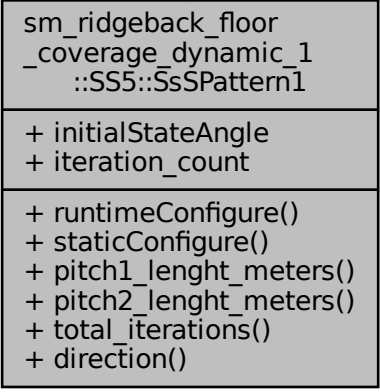 sm_ridgeback_floor
_coverage_dynamic_1
::SS5::SsSPattern1
+ initialStateAngle
+ iteration_count
+ runtimeConfigure()
+ staticConfigure()
+ pitch1_lenght_meters()
+ pitch2_lenght_meters()
+ total_iterations()
+ direction()